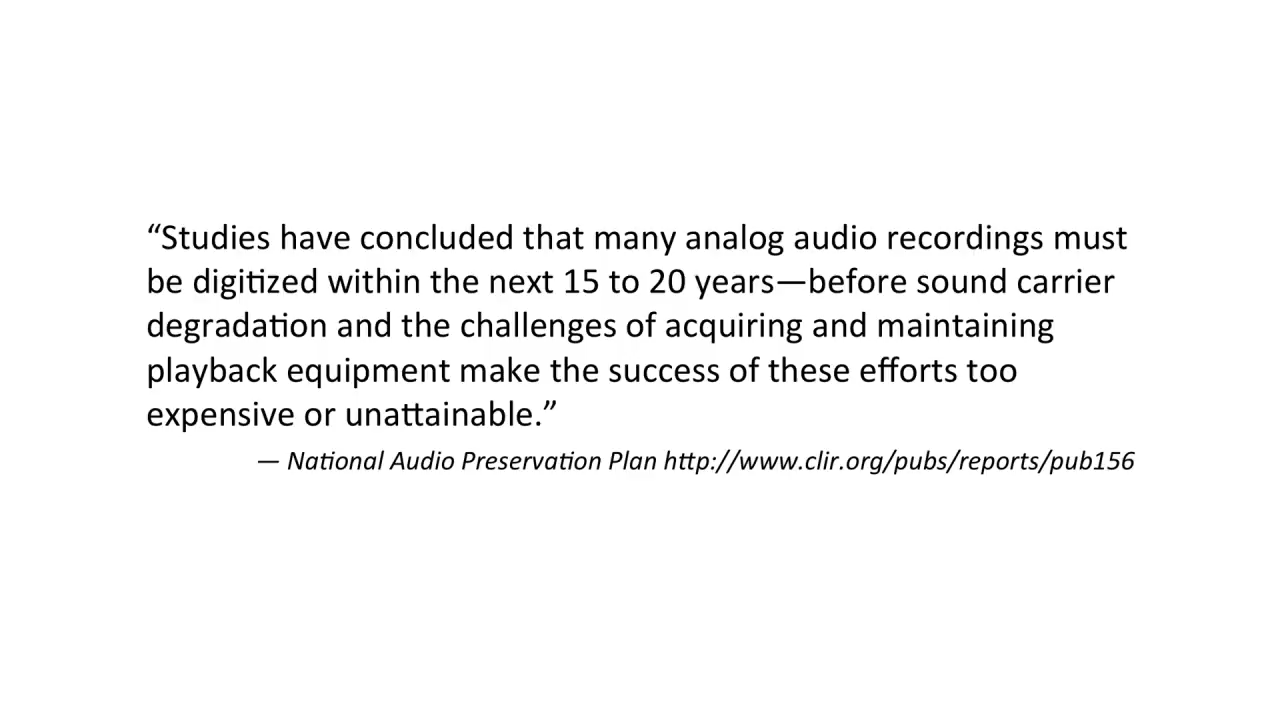 “Studies have concluded that many analog audio recordings must
be digitized within the next 15 to 20 years—before sound carrier
degradation and the challenges of acquiring and maintaining
playback equipment make the success of these efforts too
expensive or unattainable.”
— National Audio Preservation Plan http://www.clir.org/pubs/reports/pub156